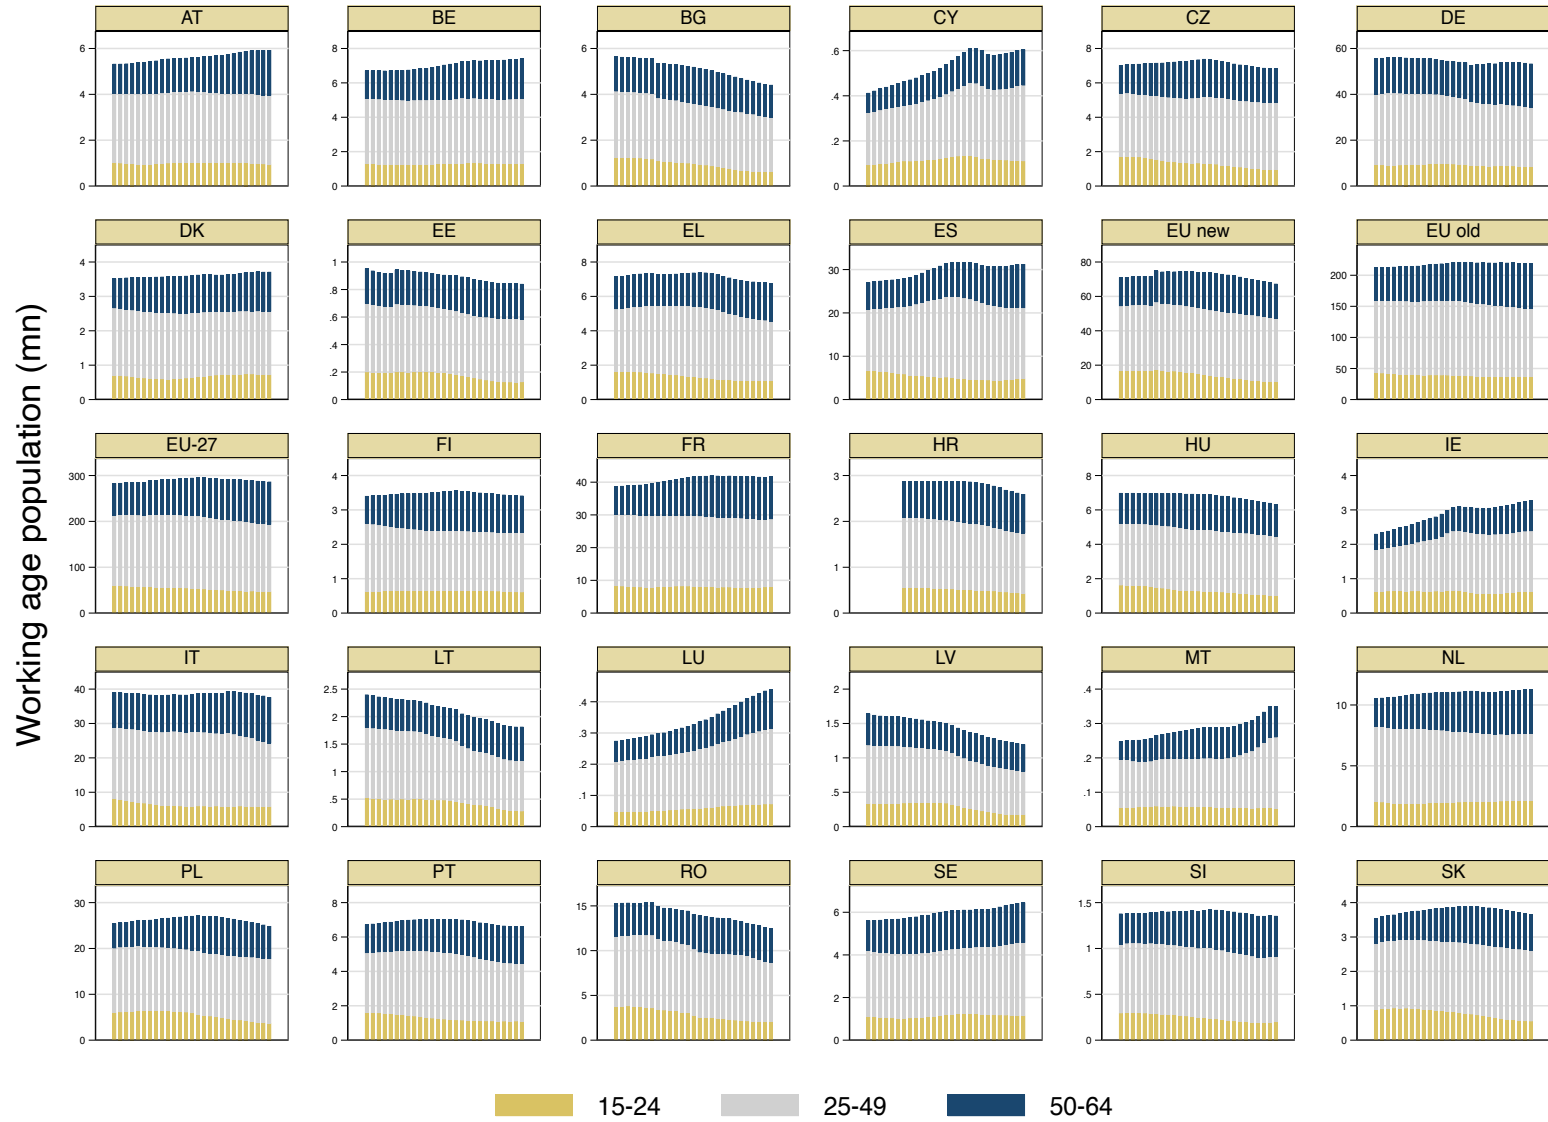 Working age population (mn)
AT BE BG CY CZ DE
6 4 2 0
8 6 4 2 0
6 4 2 0
.6 .4 .2 0
8 6 4 2 0
60 40 20 0
DK EE EL ES EU new EU old
4 3 2 1 0
1 .8 .6 .4 .2 0
8 6 4 2 0
30 20 10 0
80 60 40 20 0
200 150 100 50 0
EU-27 FI FR HR HU IE
300 200 100 0
4 3 2 1 0
40 30 20 10 0
3 2 1 0
8 6 4 2 0
4 3 2 1 0
IT LT LU LV MT NL
40 30 20 10 0
2.5 2 1.5 1 .5 0
.4 .3 .2 .1 0
2 1.5 1 .5 0
.4 .3 .2 .1 0
10 5 0
PL PT RO SE SI SK
30 20 10 0
8 6 4 2 0
15 10 5 0
6 4 2 0
1.5 1 .5 0
4 3 2 1 0
15-24 25-49 50-64